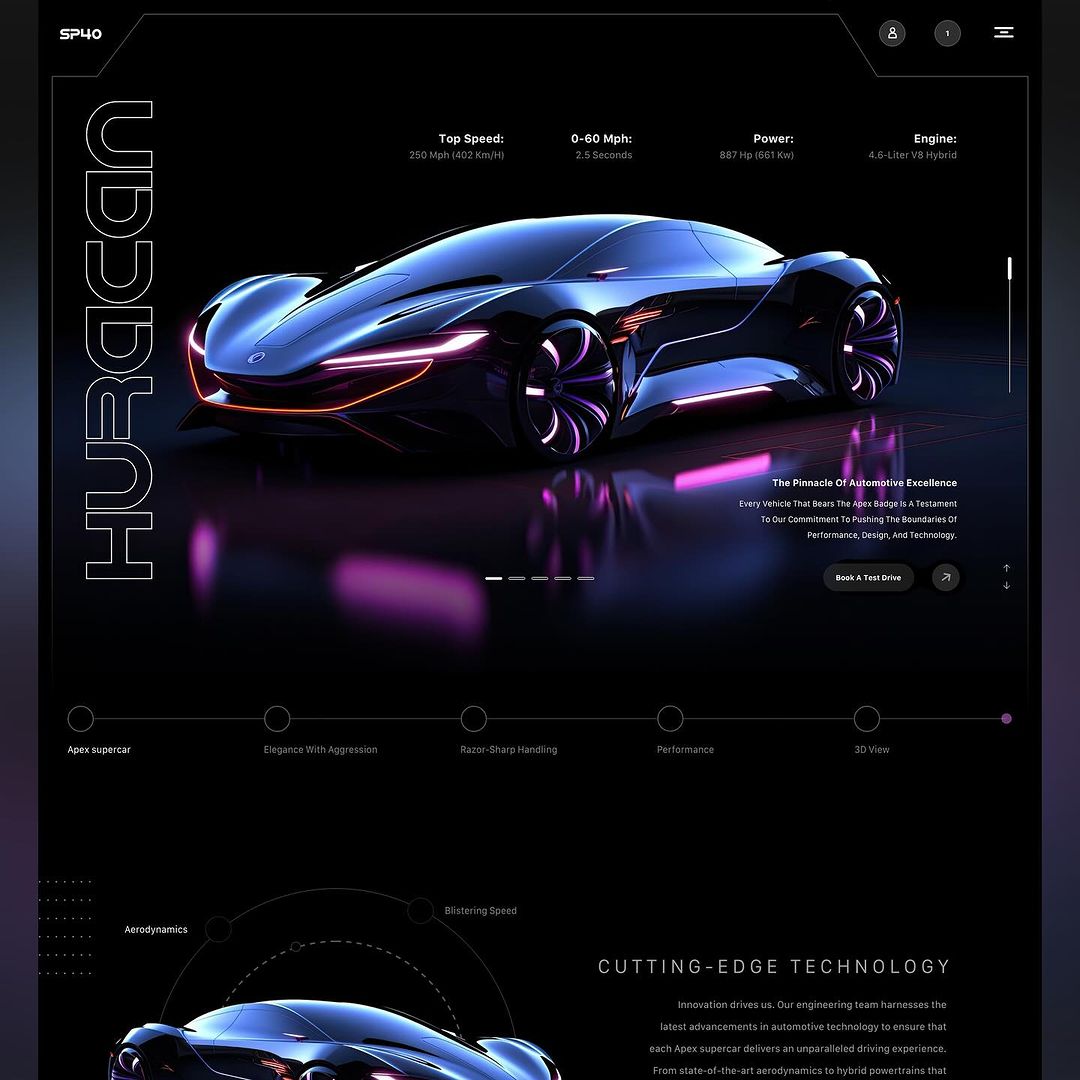 SP40
1
HURACAN
Top Speed:
250 Mph (402 Km/H)
0-60 Mph:
2.5 Seconds
Power:
887 Hp (661 Kw)
Engine:
4.6-Liter V8 Hybrid
The Pinnacle Of Automotive Excellence
Every Vehicle That Bears The Apex Badge Is A Testament
To Our Commitment To Pushing The Boundaries Of
Performance, Design, And Technology.
Book A Test Drive
Apex supercar
Elegance With Aggression
Razor-Sharp Handling
Performance
3D View
Aerodynamics
Blistering Speed
CUTTING-EDGE TECHNOLOGY
Innovation drives us. Our engineering team harnesses the
latest advancements in automotive technology to ensure that
each Apex supercar delivers an unparalleled driving experience.
From state-of-the-art aerodynamics to hybrid powertrains that